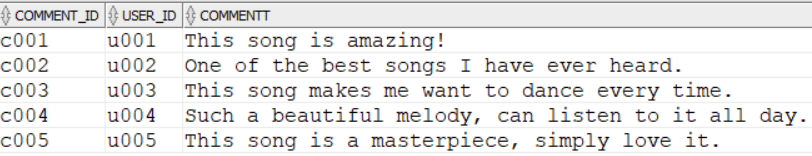 COMMENT_ID USER_ID COMMENTT
c001 u001 This song is amazing!
c002 u002 One of the best songs I have ever heard.
c003 u003 This song makes me want to dance every time.
c004 u004 Such a beautiful melody, can listen to it all day.
c005 u005 This song is a masterpiece, simply love it.